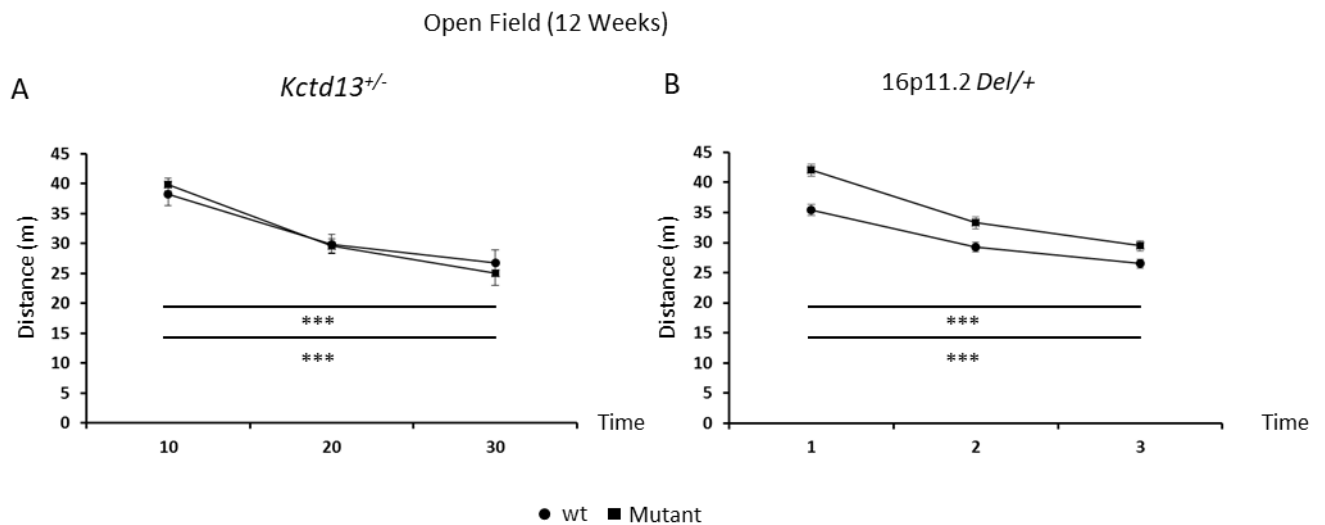 Open Field (12 Weeks)
A
Kctd13+/-
B
16p11.2 Del/+
Distance (m)
45
40
35
30
25
20
15
10
5
0
***
***
10
20
30
Time
Distance (m)
45
40
35
30
25
20
15
10
5
0
***
***
1
2
3
Time
wt
Mutant